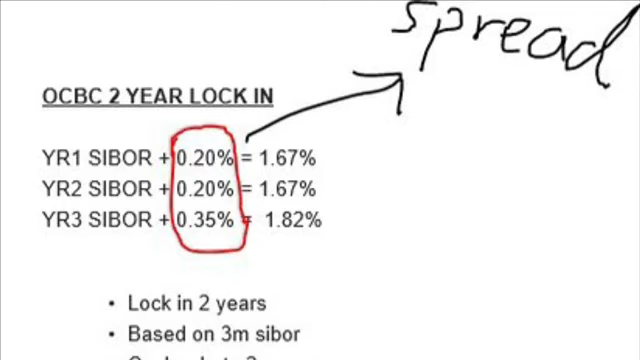 spread
OCBC 2 YEAR LOCK IN
YR1 SIBOR + 0.20% = 1.67%
YR2 SIBOR + 0.20% = 1.67%
YR3 SIBOR + 0.35% = 1.82%
• Lock in 2 years
• Based on 3m sibor